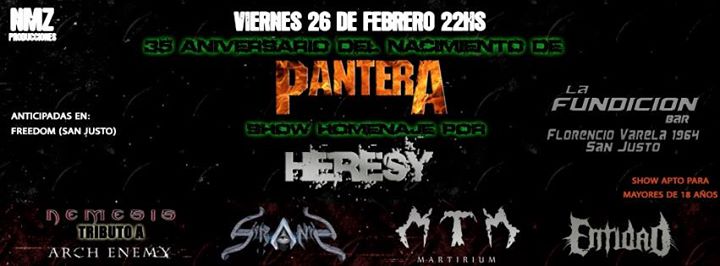 NMZ
PRODUCCIONES
VIERNES 26 DE FEBRERO 22HS
35 ANIVERSARIO DEL NACIMIENTO DE
PANTERA
ANTICIPADAS EN:
FREEDOM (SAN JUSTO)
SHOW HOMENAJE POR
HERESY
LA
FUNDICION
BAR
FLORENCIO VARELA 1964
SAN JUSTO
SHOW APTO PARA
MAYORES DE 18 AÑOS
NEMESIS
TRIBUTO A
ARCH ENEMY
MTM
MARTIRIUM
ENTIDAD